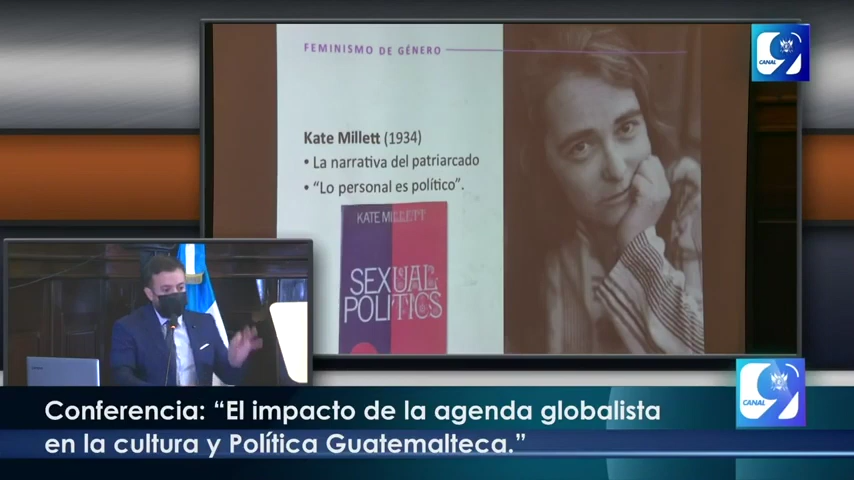 FEMINISMO DE GÉNERO
CANAL
Kate Millett (1934)
• La narrativa del patriarcado
• “Lo personal es político”.
KATE MILLETT
SEXUAL
POLITICS
CANAL
Conferencia: “El impacto de la agenda globalista
en la cultura y Política Guatemalteca.”